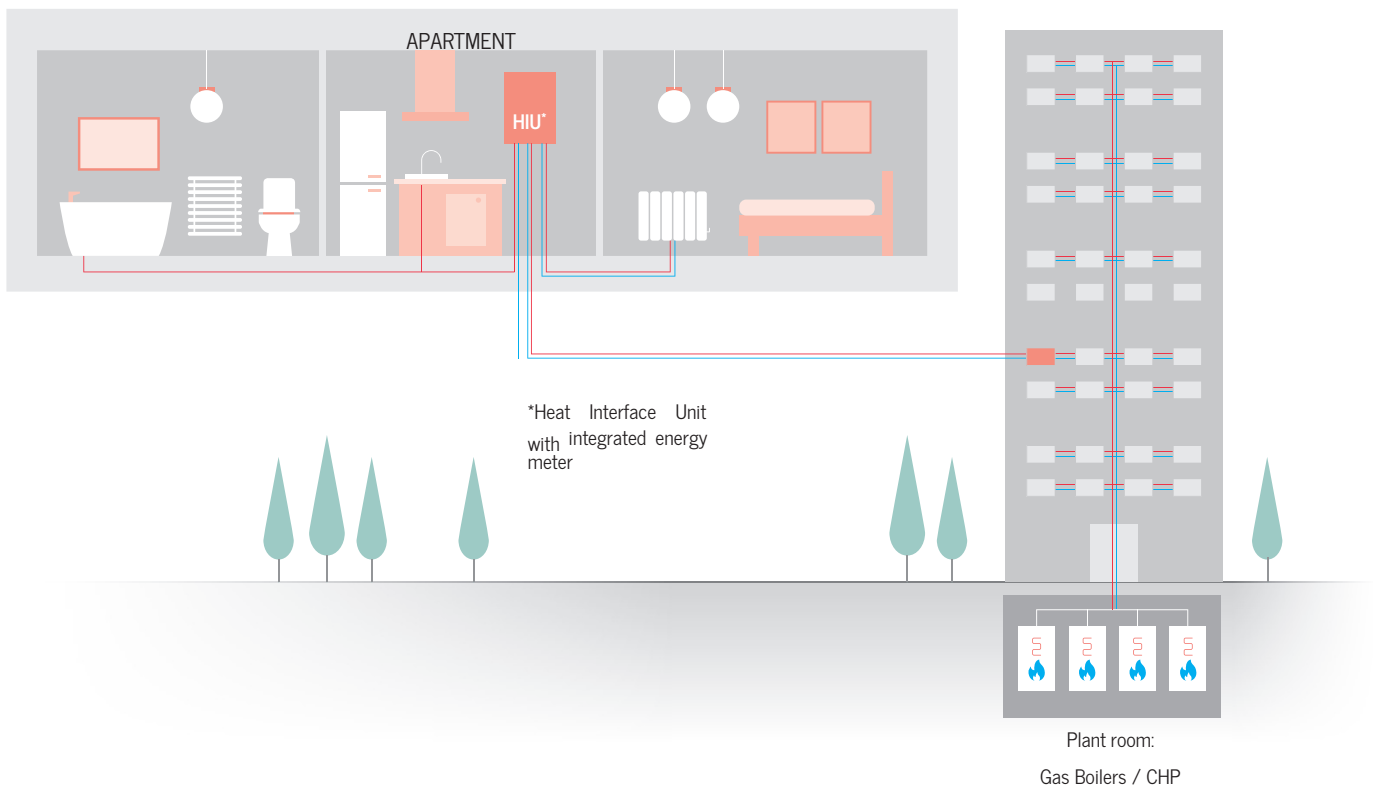 APARTMENT
HIU*
*Heat Interface Unit
with integrated energy
meter
Plant room:
Gas Boilers / CHP